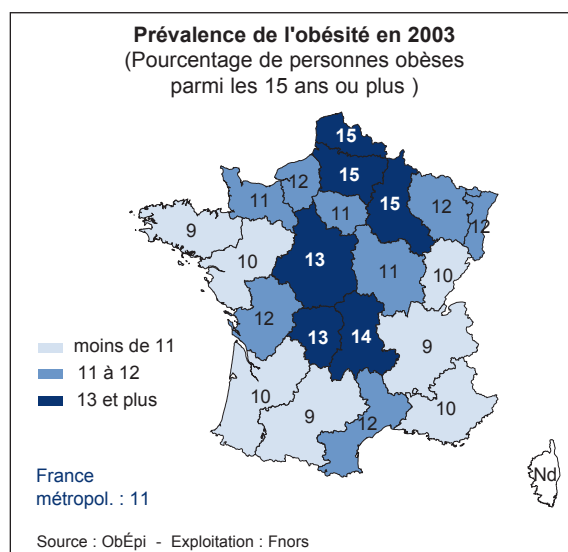 Prévalence de l'obésité en 2003
(Pourcentage de personnes obèses
parmi les 15 ans ou plus )
15
15
12
15
12
11
11
12
9
10
13
11
10
12
13
14
9
10
9
12
10
Nd
moins de 11
11 à 12
13 et plus
France
métropol. : 11
Source : ObÉpi - Exploitation : Fnors